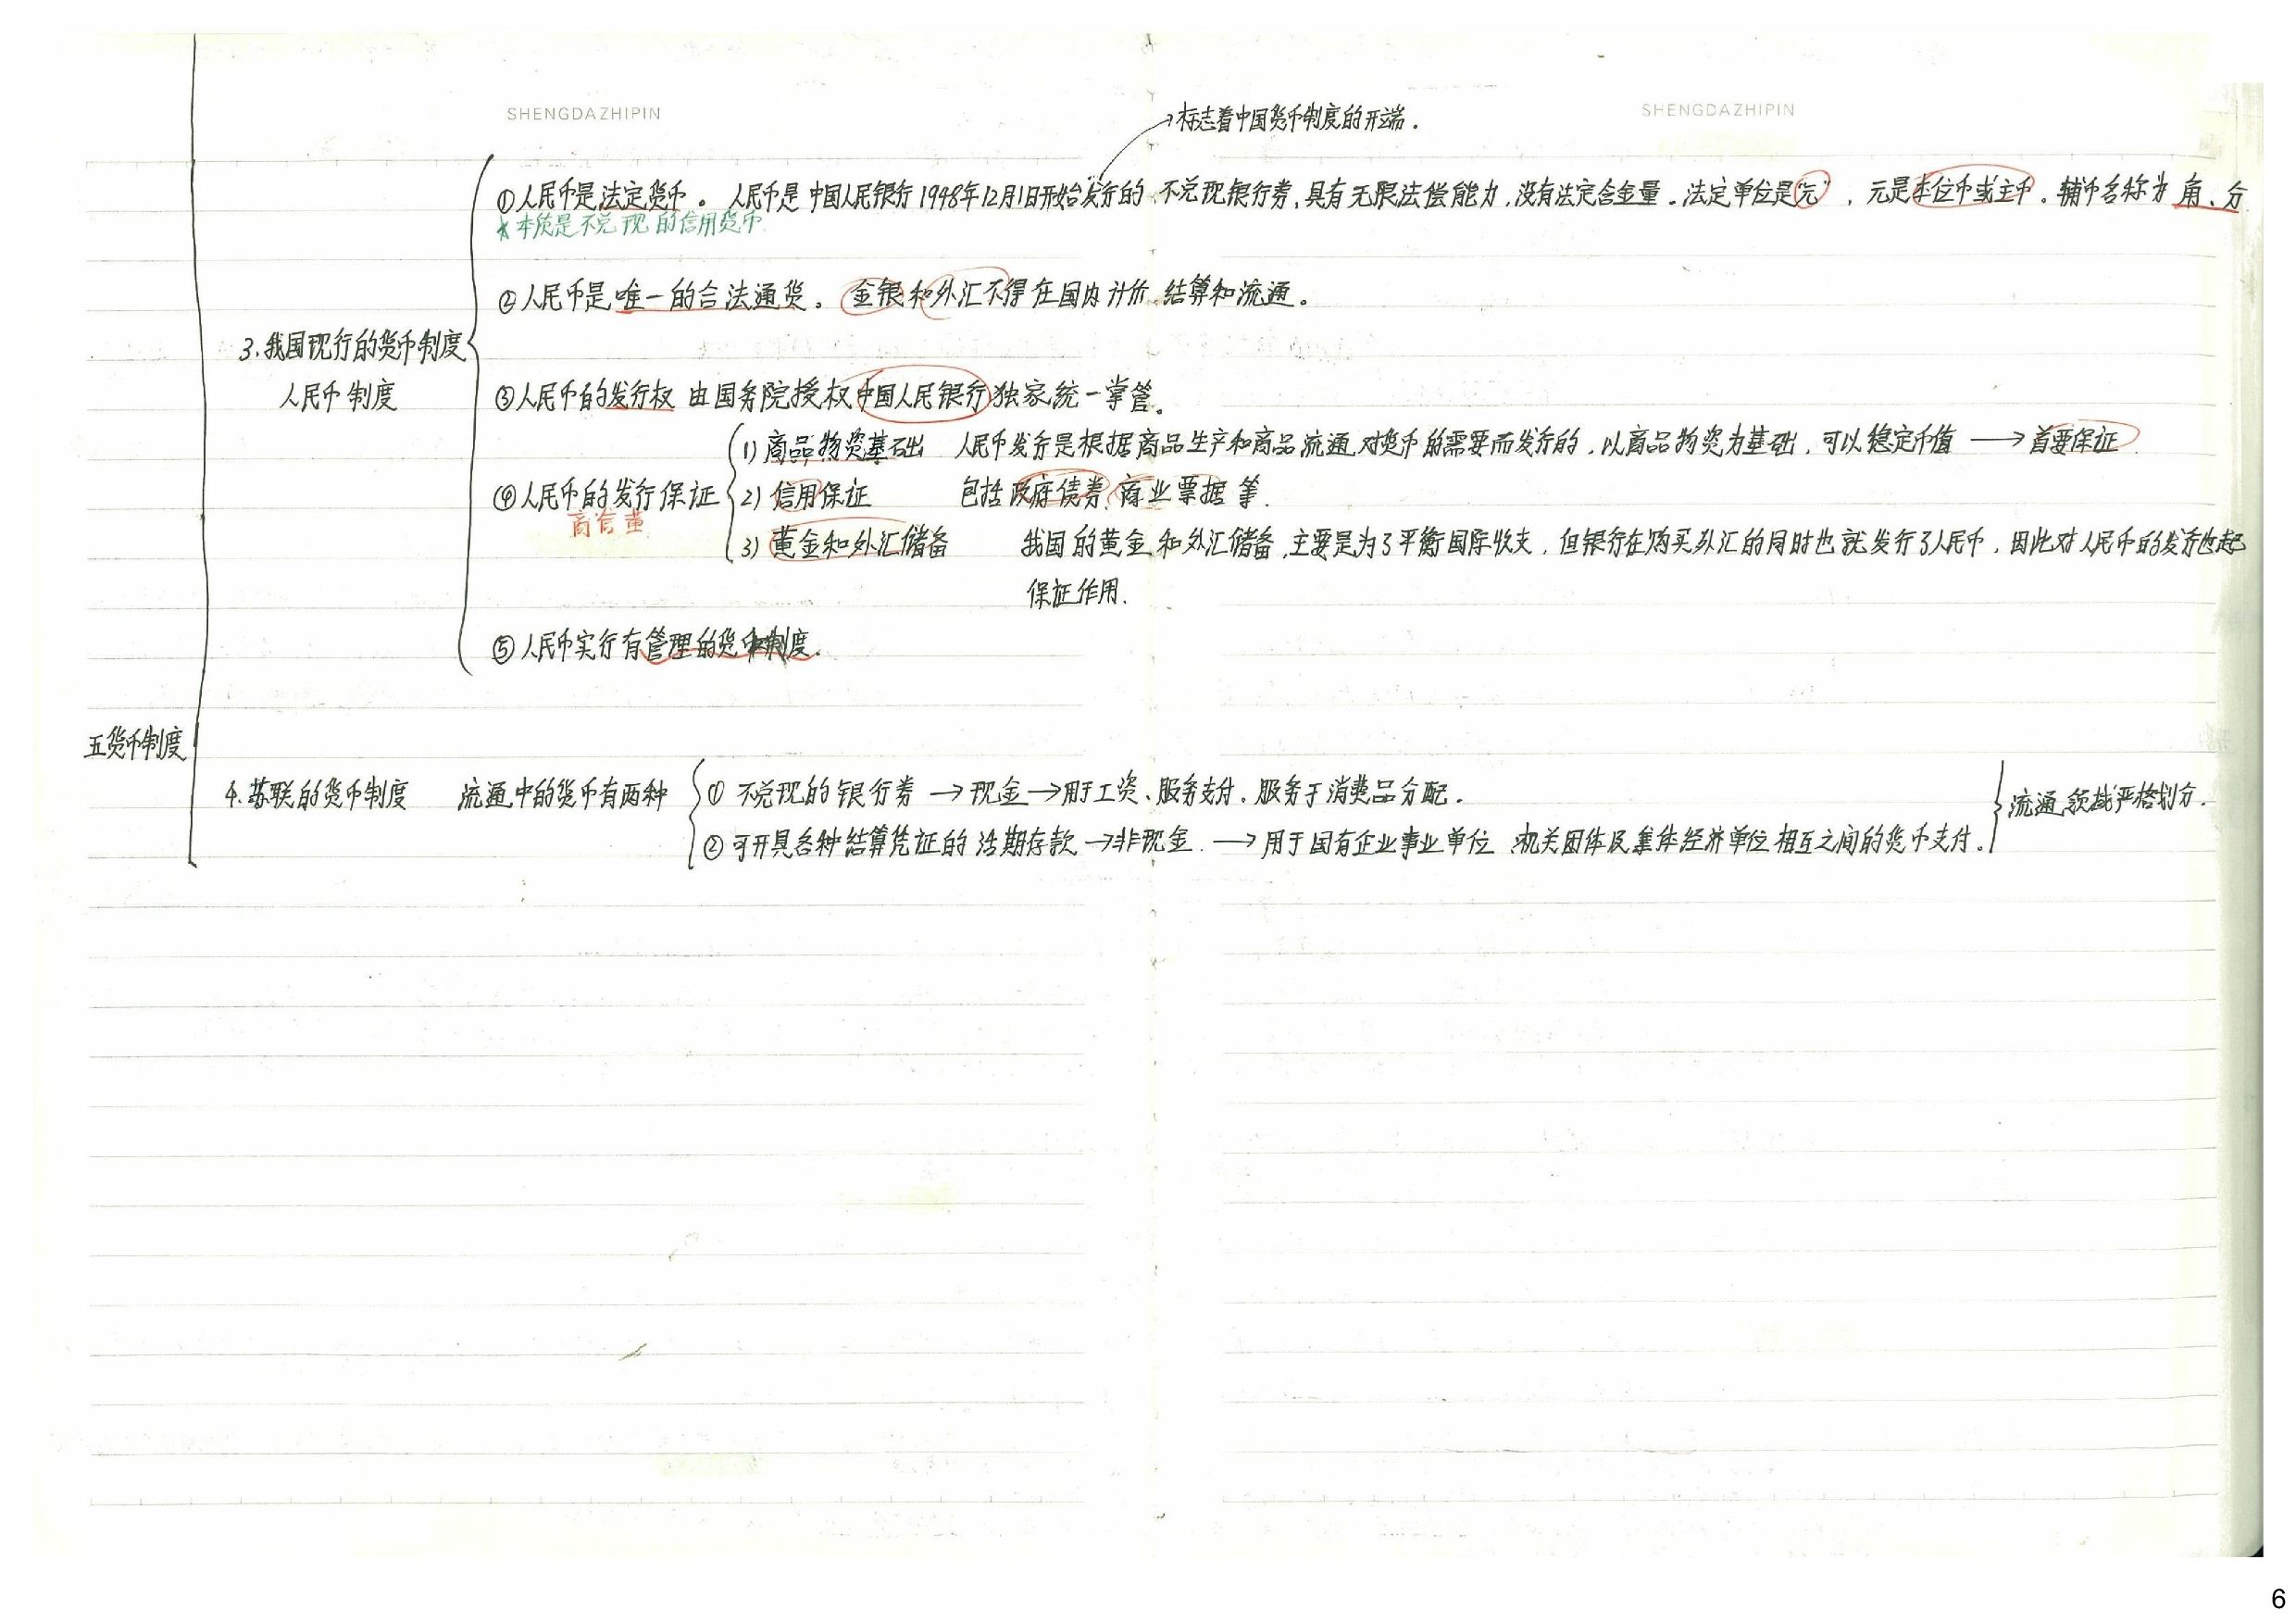 SHENGDAZHIPIN
SHENGDAZHIPIN
→标志着中国货币制度的开端.
①人民币是法定货币。人民币是中国人民银行1948年12月1日开始发行的、不兑现银行券,具有无限法偿能力,没有法定含金量.法定单位是“元”,元是本位币或主币.辅币名称为角、分
*本质是不兑现的信用货币
②人民币是唯一的合法通货。金银和外汇不得在国内计价、结算和流通。
3.我国现行的货币制度
人民币制度
③人民币的发行权由国务院授权中国人民银行独家统一掌管。
④人民币的发行保证
商信黄
1)商品物资基础 人民币发行是根据商品生产和商品流通对货币的需要而发行的,以商品物资为基础,可以稳定币值→首要保证
2)信用保证 包括政府债券、商业票据等.
3)黄金和外汇储备 我国的黄金和外汇储备,主要是为了平衡国际收支,但银行在购买外汇的同时也就发行了人民币,因此对人民币的发行也起
保证作用.
⑤人民币实行有管理的货币制度.
五货币制度
4.苏联的货币制度 流通中的货币有两种
①不兑现的银行券→现金→用于工资、服务支付.服务于消费品分配.
②可开具各种结算凭证的活期存款→非现金.→用于国有企业事业单位、机关团体及集体经济单位相互之间的货币支付.
流通领域严格划分.
6